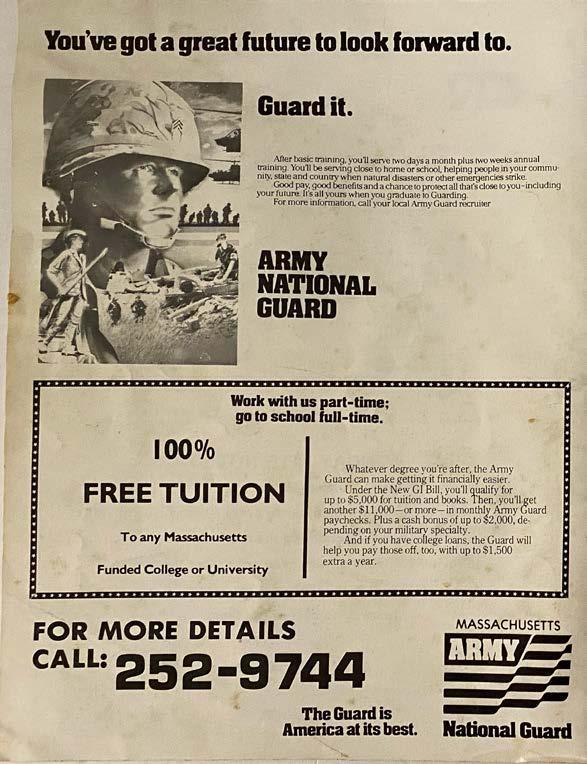 You've got a great future to look forward to.
Guard it.
After basic training, you'll serve two days a month plus two weeks annual
training. You'll be serving close to home or school, helping people in your commu-
nity, state and country when natural disasters or other emergencies strike.
Good pay, good benefits and a chance to protect all that's close to you–including
your future. It's all yours when you graduate to Guarding.
For more information, call your local Army Guard recruiter
ARMY
NATIONAL
GUARD
Work with us part-time;
go to school full-time.
100%
FREE TUITION
To any Massachusetts
Funded College or University
Whatever degree you're after, the Army
Guard can make getting it financially easier.
Under the New GI Bill, you'll qualify for
up to $5,000 for tuition and books. Then, you'll get
another $11,000—or more—in monthly Army Guard
paychecks. Plus a cash bonus of up to $2,000, de-
pending on your military specialty.
And if you have college loans, the Guard will
help you pay those off, too, with up to $1,500
extra a year.
FOR MORE DETAILS
CALL: 252-9744
The Guard is
America at its best.
MASSACHUSETTS
ARMY
National Guard